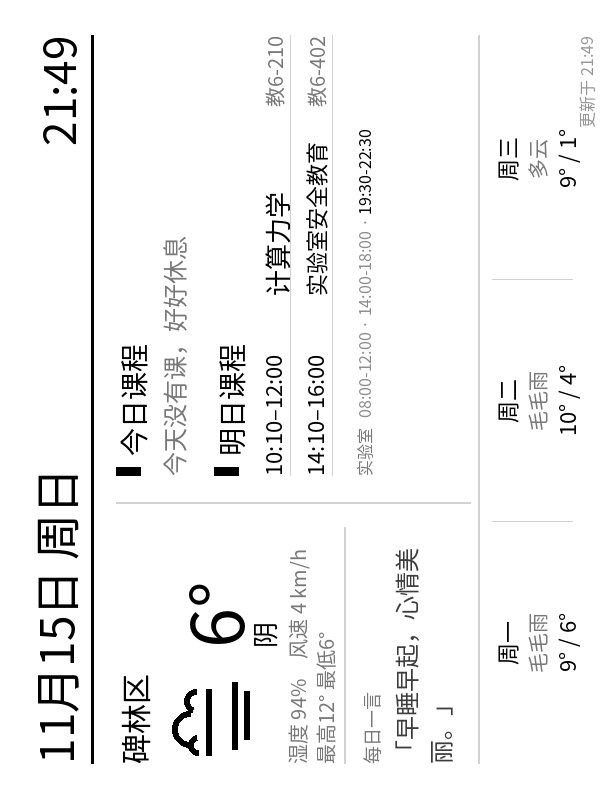 11月15日 周日
21:49
碑林区
6°
阴
湿度 94% 风速 4 km/h
最高12° 最低6°
每日一言
「早睡早起，心情美
丽。」
今日课程
今天没有课，好好休息
明日课程
10:10–12:00 计算力学 教6-210
14:10–16:00 实验室安全教育 教6-402
实验室 08:00-12:00 · 14:00-18:00 · 19:30-22:30
周一
毛毛雨
9° / 6°
周二
毛毛雨
10° / 4°
周三
多云
9° / 1°
更新于 21:49